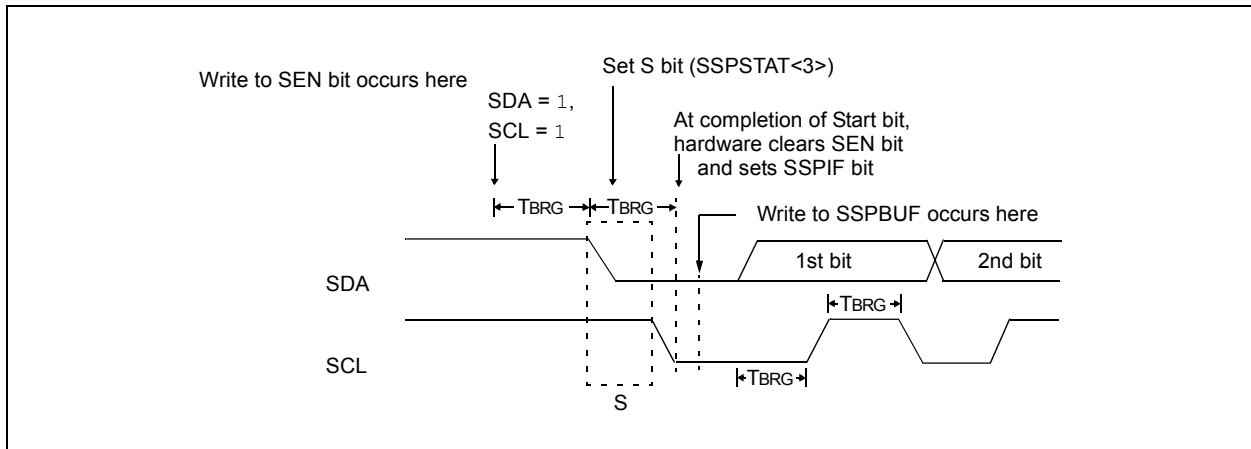 Write to SEN bit occurs here
Set S bit (SSPSTAT<3>)
SDA = 1,
SCL = 1
At completion of Start bit,
hardware clears SEN bit
and sets SSPIF bit
TBRG
TBRG
Write to SSPBUF occurs here
SDA
1st bit
2nd bit
TBRG
SCL
TBRG
S